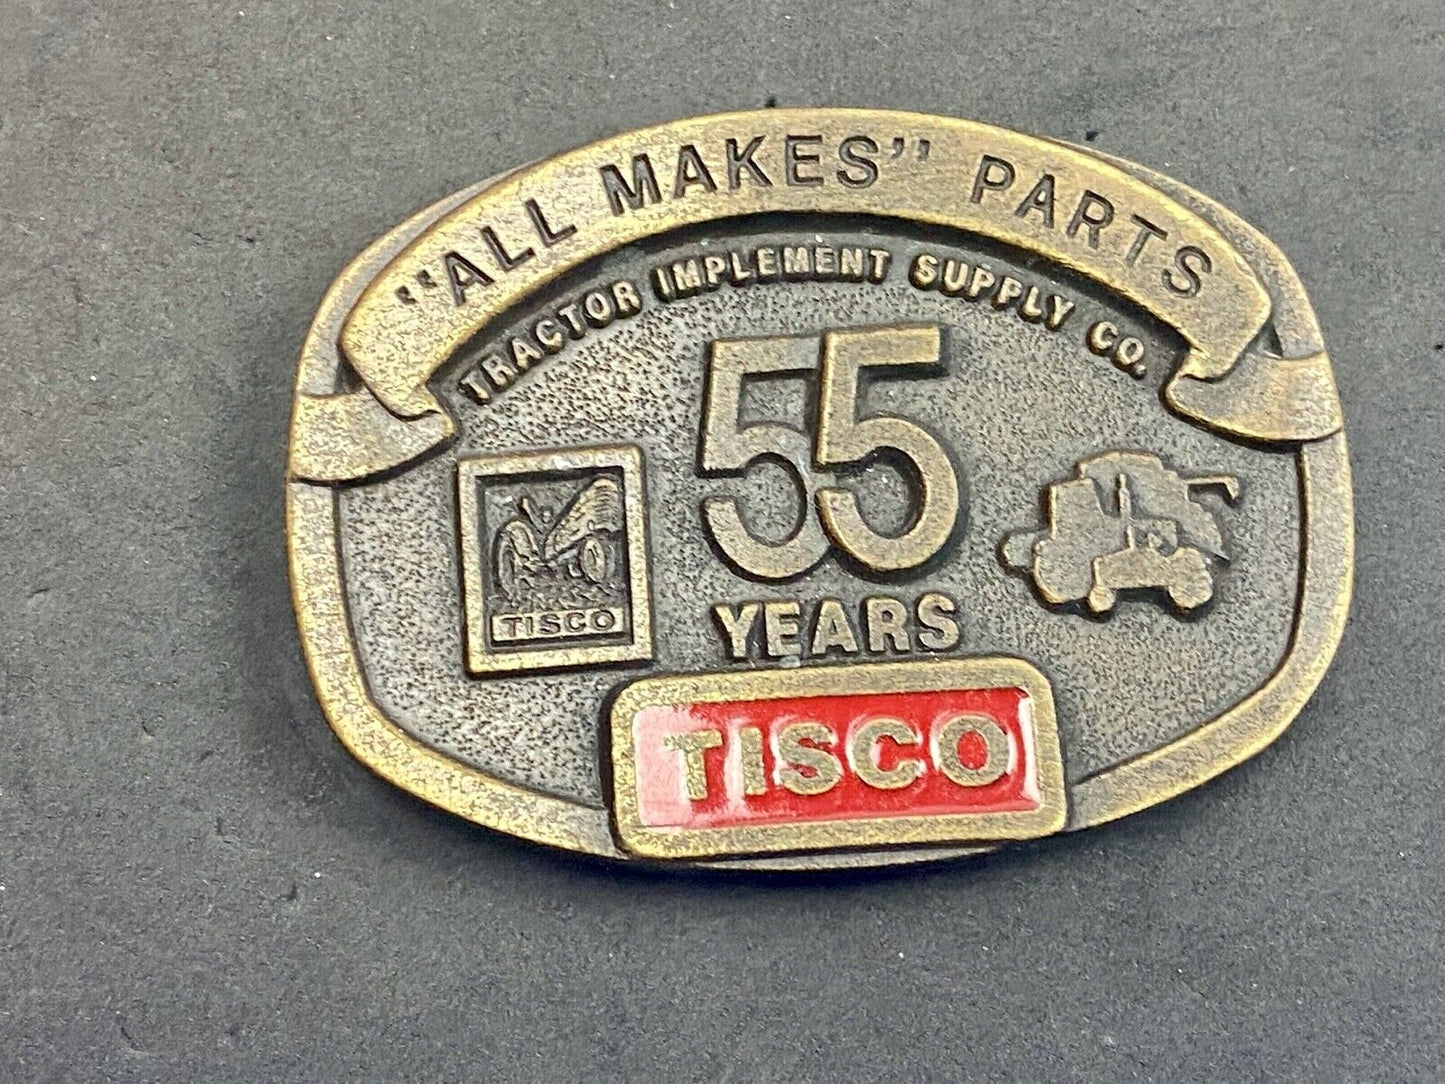 "ALL MAKES" PARTS
TRACTOR IMPLEMENT SUPPLY CO.
55
YEARS
TISCO
TISCO